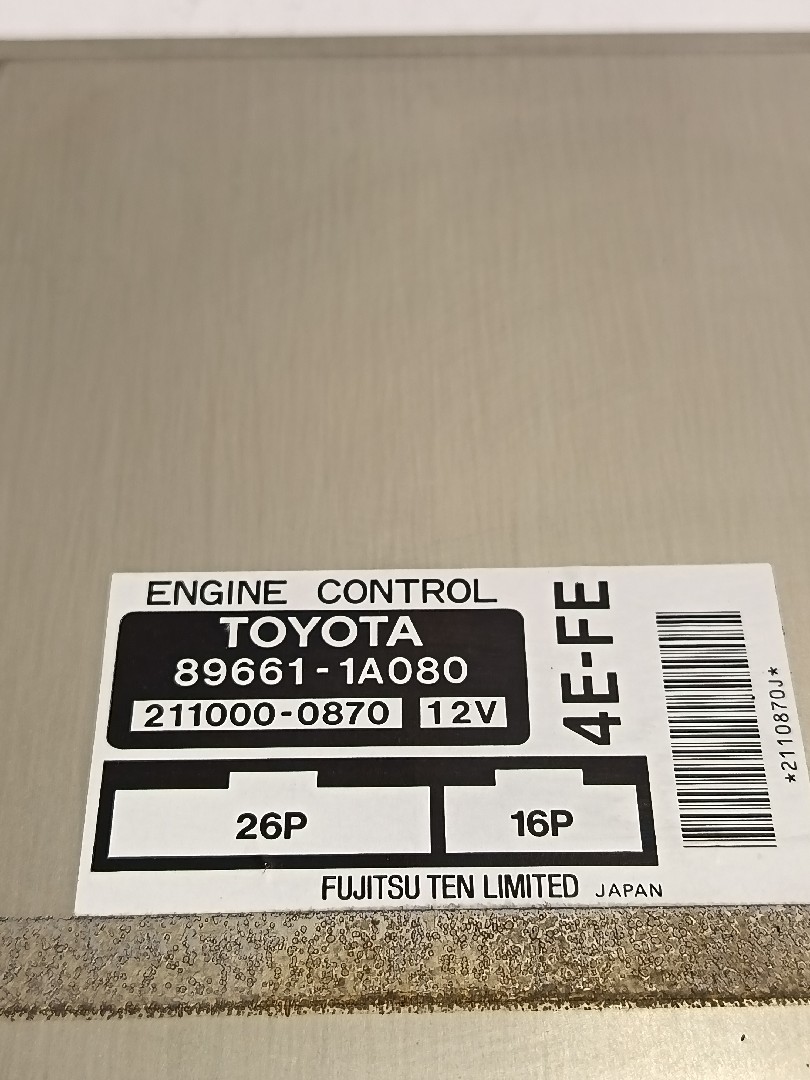 ENGINE CONTROL
TOYOTA
89661-1A080
211000-0870 12V
4E-FE
*2110870J*
26P 16P
FUJITSU TEN LIMITED JAPAN